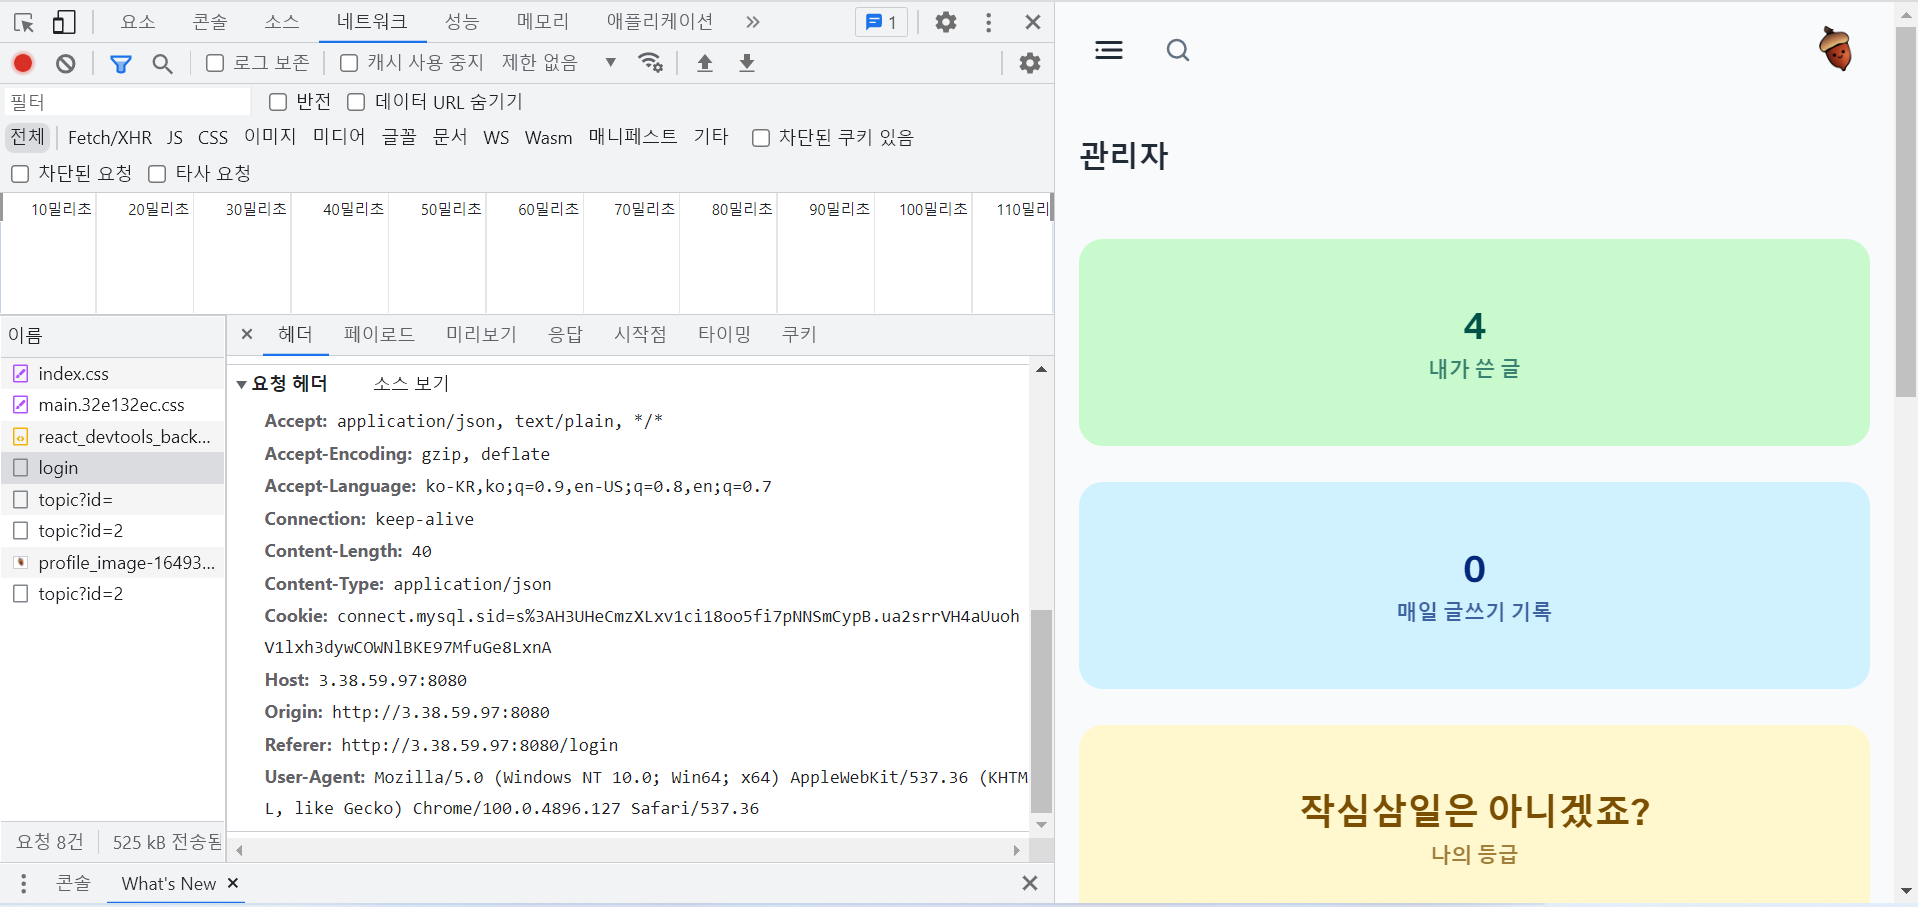 요소 콘솔 소스 네트워크 성능 메모리 애플리케이션 » 1
로그 보존 캐시 사용 중지 제한 없음
필터 반전 데이터 URL 숨기기
전체 Fetch/XHR JS CSS 이미지 미디어 글꼴 문서 WS Wasm 매니페스트 기타 차단된 쿠키 있음
차단된 요청 타사 요청
10밀리초 20밀리초 30밀리초 40밀리초 50밀리초 60밀리초 70밀리초 80밀리초 90밀리초 100밀리초 110밀리
이름
index.css
main.32e132ec.css
react_devtools_back...
login
topic?id=
topic?id=2
profile_image-16493...
topic?id=2
요청 8건 525 kB 전송됨
헤더 페이로드 미리보기 응답 시작점 타이밍 쿠키
요청 헤더 소스 보기
Accept: application/json, text/plain, */*
Accept-Encoding: gzip, deflate
Accept-Language: ko-KR,ko;q=0.9,en-US;q=0.8,en;q=0.7
Connection: keep-alive
Content-Length: 40
Content-Type: application/json
Cookie: connect.mysql.sid=s%3AH3UHeCmzXLxv1ci18oo5fi7pNNSmCypB.ua2srrVH4aUuoh
V1lxh3dywCOWNlBKE97MfuGe8LxnA
Host: 3.38.59.97:8080
Origin: http://3.38.59.97:8080
Referer: http://3.38.59.97:8080/login
User-Agent: Mozilla/5.0 (Windows NT 10.0; Win64; x64) AppleWebKit/537.36 (KHTM
L, like Gecko) Chrome/100.0.4896.127 Safari/537.36
콘솔 What's New
관리자
4
내가 쓴 글
0
매일 글쓰기 기록
작심삼일은 아니겠죠?
나의 등급